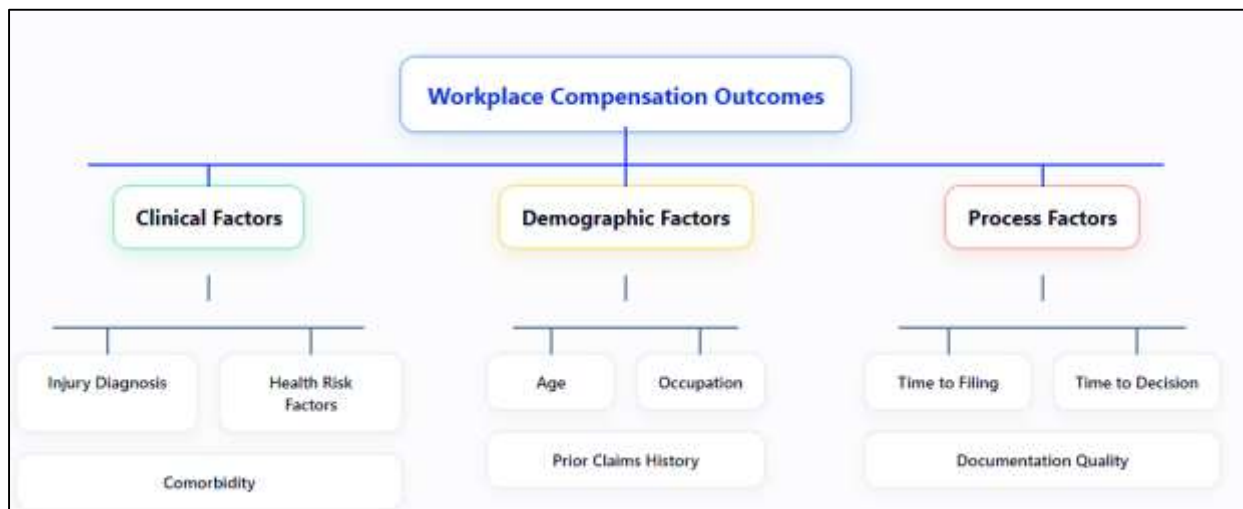 Workplace Compensation Outcomes
Clinical Factors
Demographic Factors
Process Factors
Injury Diagnosis
Health Risk
Factors
Age
Occupation
Time to Filing
Time to Decision
Comorbidity
Prior Claims History
Documentation Quality